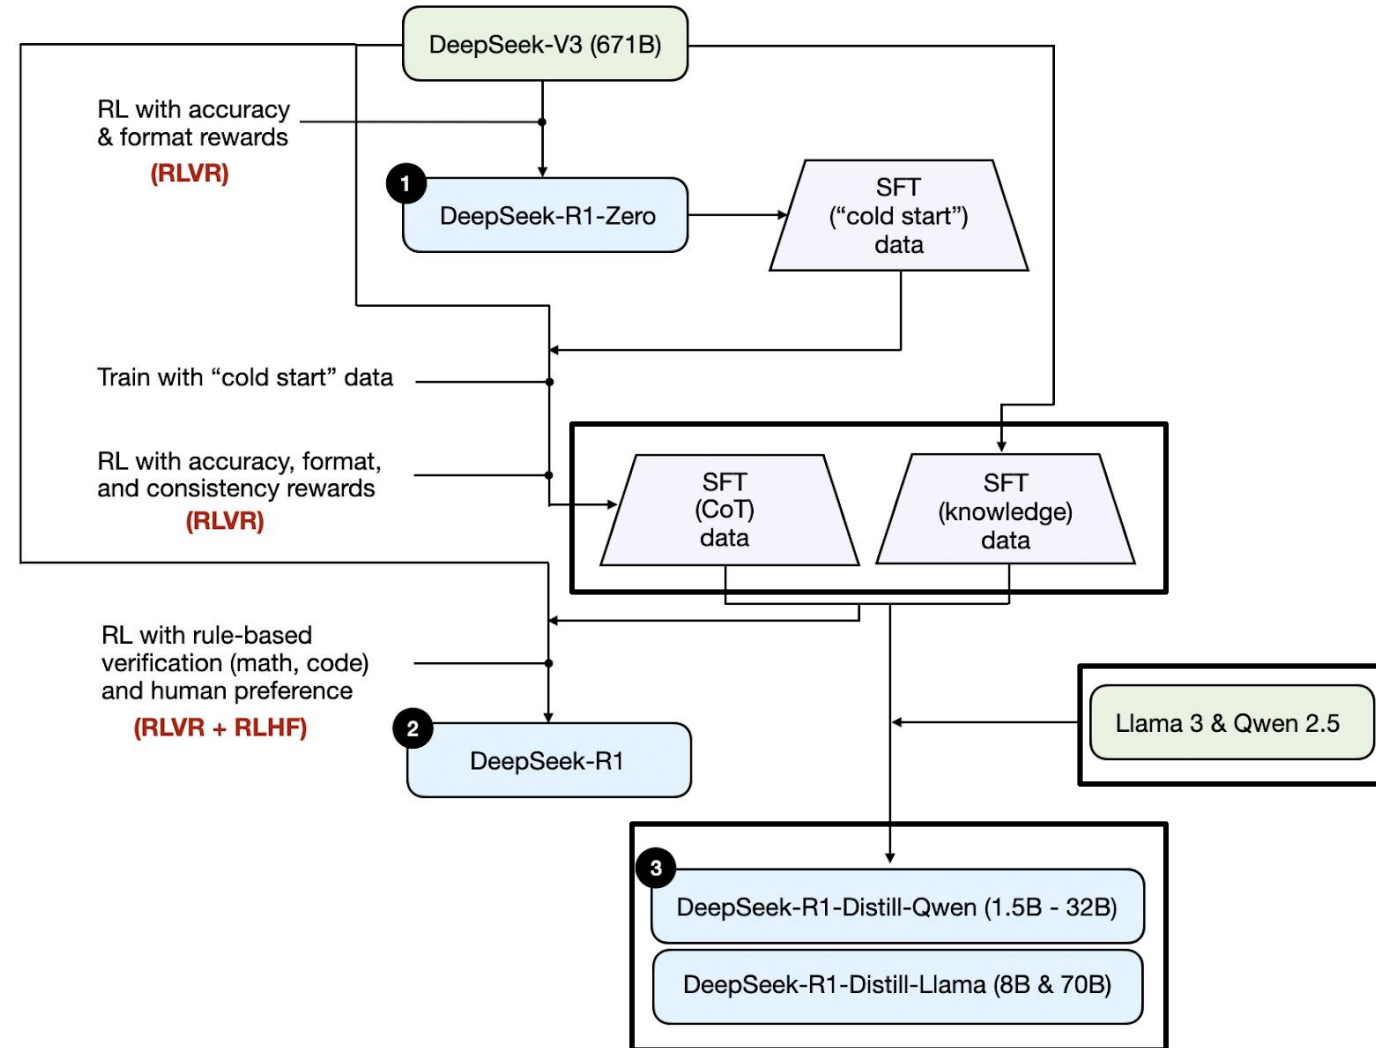 DeepSeek-V3 (671B)
RL with accuracy
& format rewards
(RLVR)
1
DeepSeek-R1-Zero
SFT
(“cold start”)
data
Train with “cold start” data
RL with accuracy, format,
and consistency rewards
(RLVR)
SFT
(CoT)
data
SFT
(knowledge)
data
RL with rule-based
verification (math, code)
and human preference
(RLVR + RLHF)
2
DeepSeek-R1
Llama 3 & Qwen 2.5
3
DeepSeek-R1-Distill-Qwen (1.5B - 32B)
DeepSeek-R1-Distill-Llama (8B & 70B)